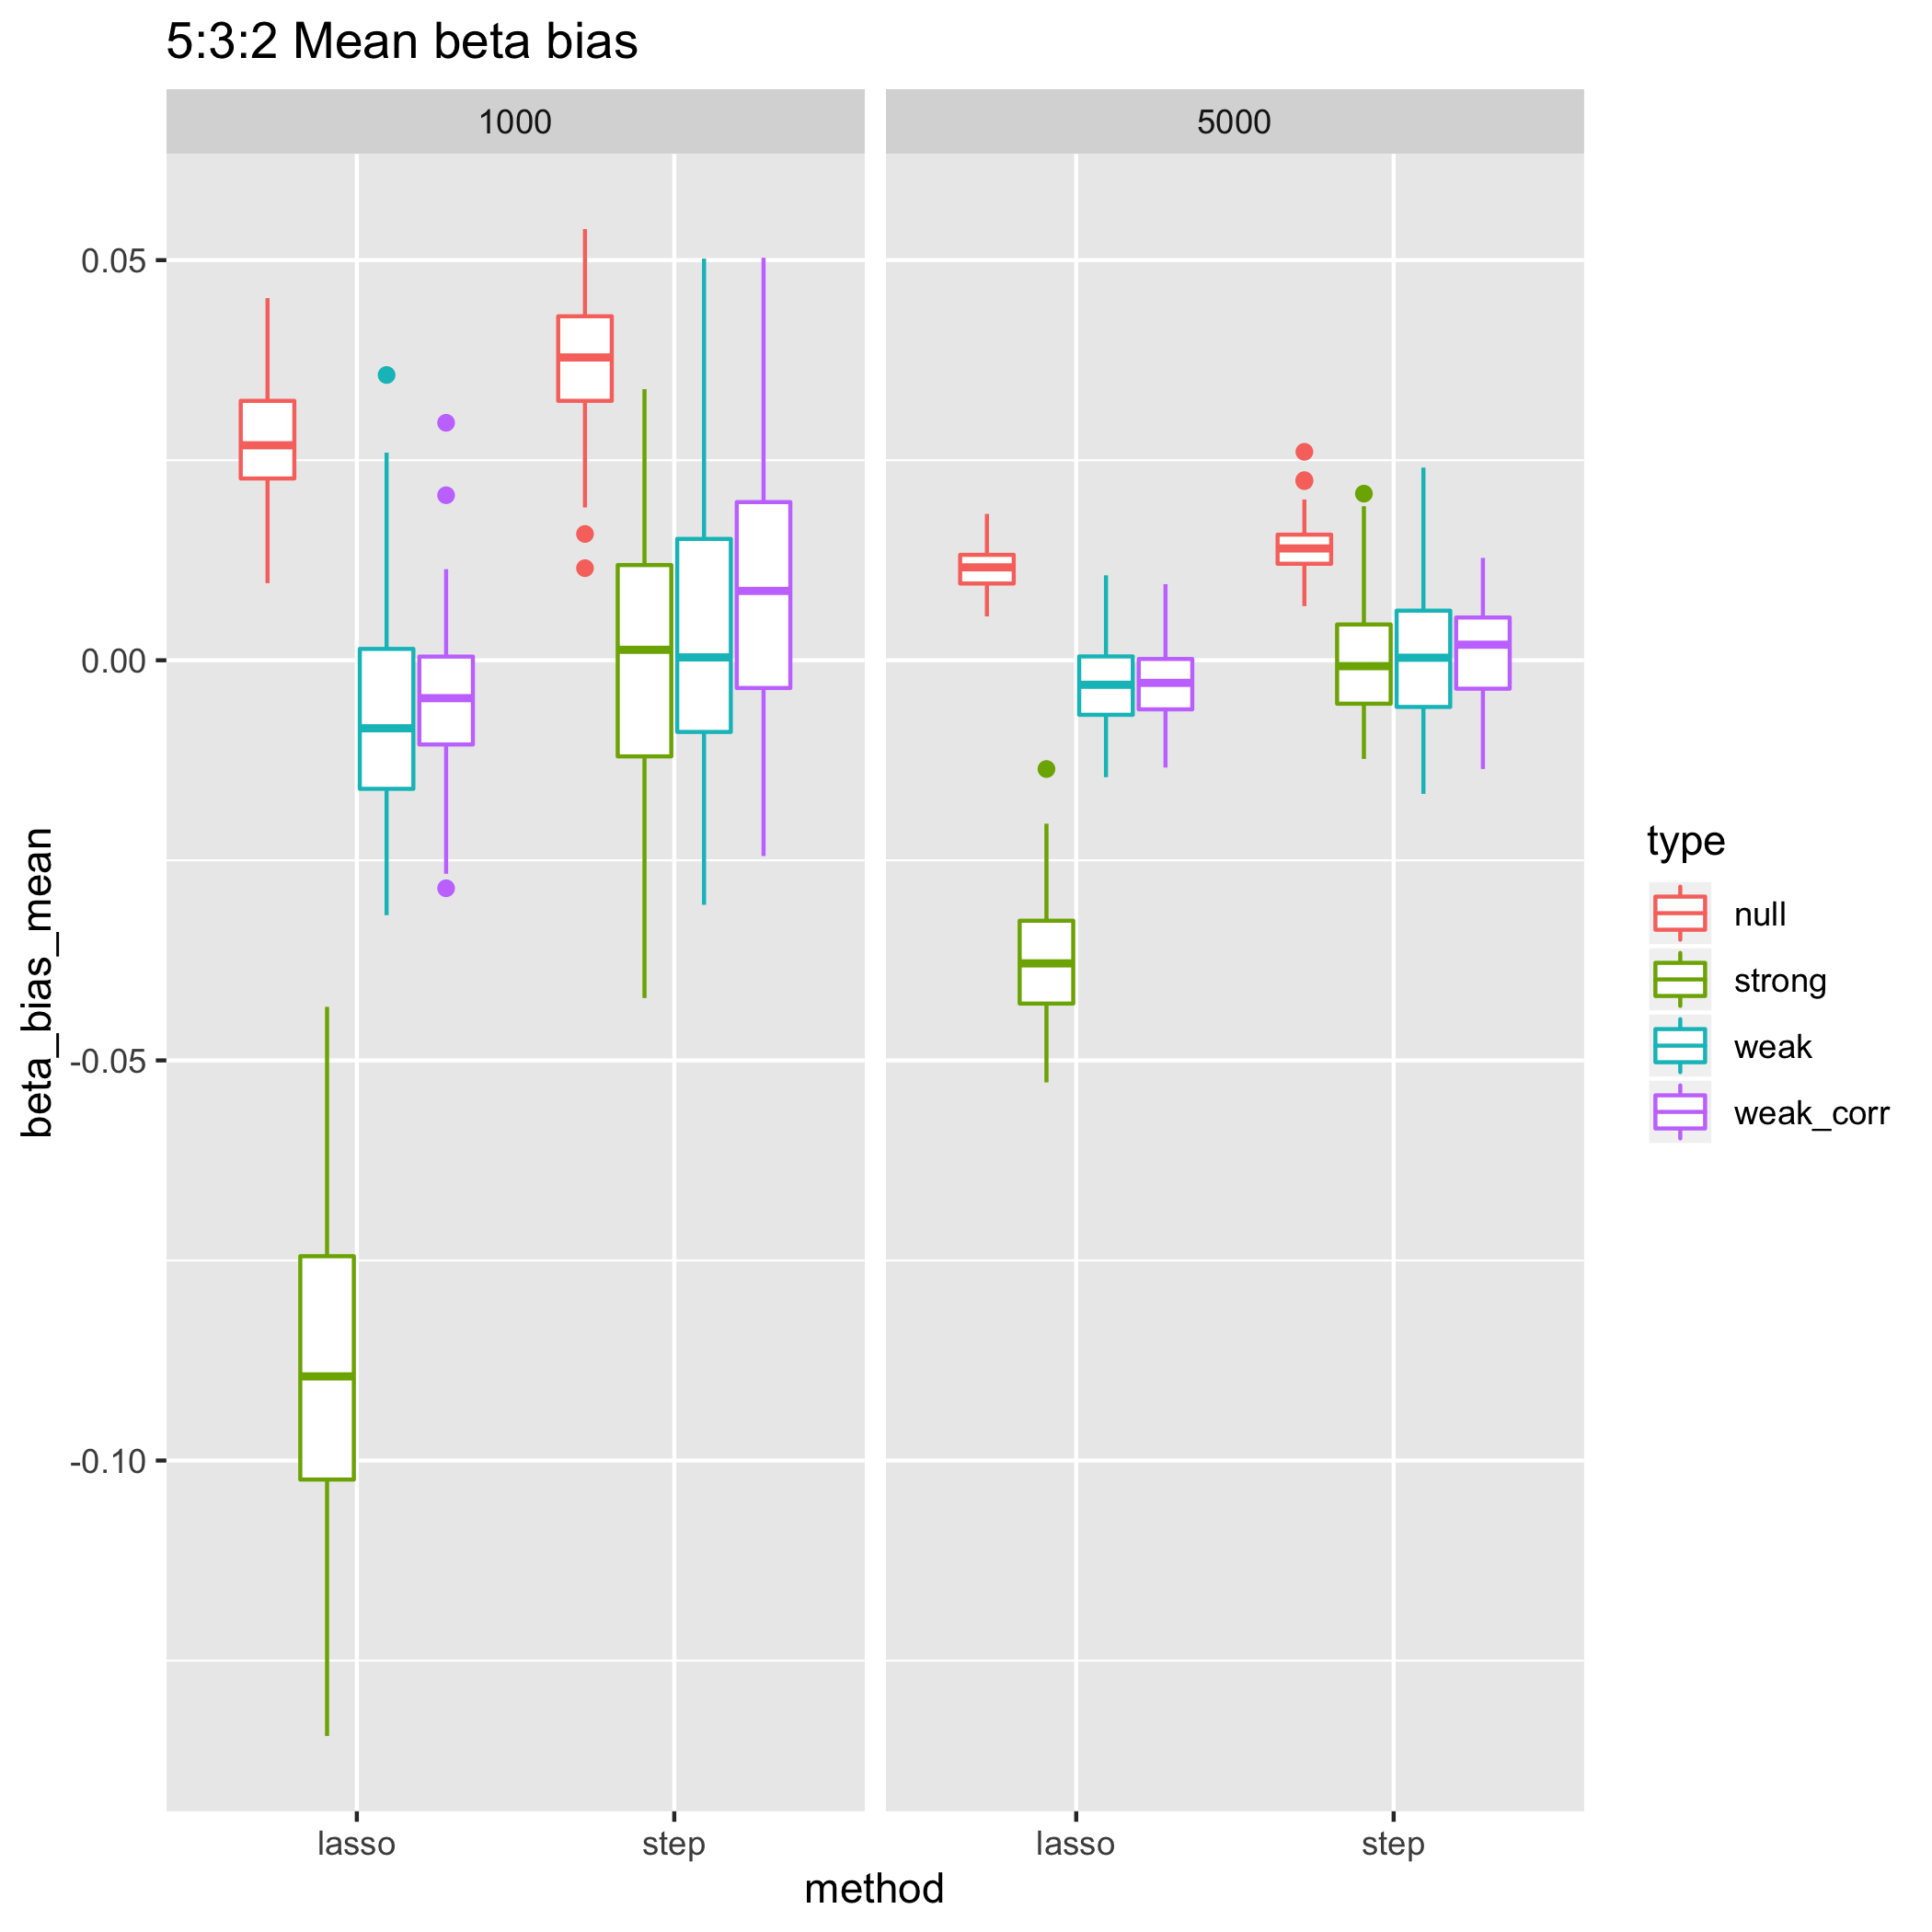 5:3:2 Mean beta bias
1000
5000
0.05
0.00
-0.05
-0.10
beta_bias_mean
lasso
step
lasso
step
method
type
null
strong
weak
weak_corr